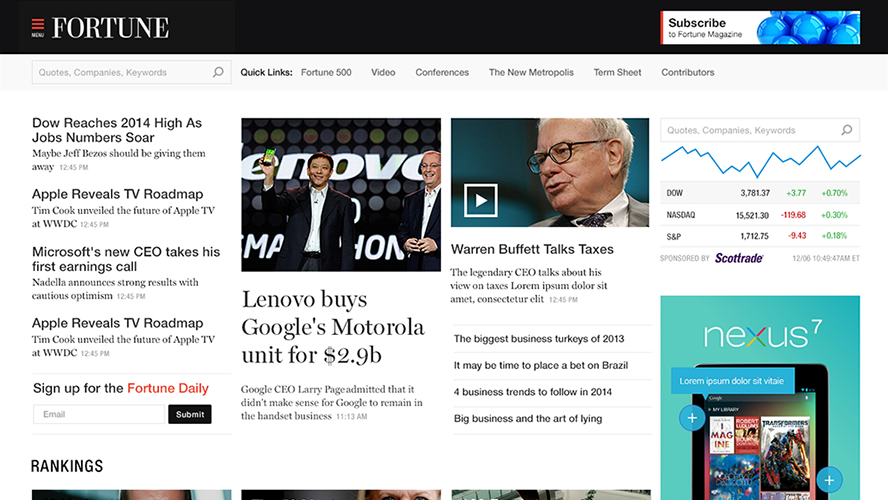 MENU
FORTUNE
Subscribe
to Fortune Magazine
Quotes, Companies, Keywords
Quick Links:
Fortune 500
Video
Conferences
The New Metropolis
Term Sheet
Contributors
Dow Reaches 2014 High As
Jobs Numbers Soar
Maybe Jeff Bezos should be giving them
away 12:45 PM
Apple Reveals TV Roadmap
Tim Cook unveiled the future of Apple TV
at WWDC 12:45 PM
Microsoft's new CEO takes his
first earnings call
Nadella announces strong results with
cautious optimism 12:45 PM
Apple Reveals TV Roadmap
Tim Cook unveiled the future of Apple TV
at WWDC 12:45 PM
Sign up for the Fortune Daily
Email
Submit
enovo
SMA
HON
Lenovo buys
Google's Motorola
unit for $2.9b
Google CEO Larry Pageadmitted that it
didn't make sense for Google to remain in
the handset business 11:13 AM
Warren Buffett Talks Taxes
The legendary CEO talks about his
view on taxes Lorem ipsum dolor sit
amet, consectetur elit 12:45 PM
The biggest business turkeys of 2013
It may be time to place a bet on Brazil
4 business trends to follow in 2014
Big business and the art of lying
Quotes, Companies, Keywords
DOW 3,781.37 +3.77 +0.70%
NASDAQ 15,521.30 -119.68 +0.30%
S&P 1,712.75 -9.43 +0.18%
SPONSORED BY Scottrade
12/06 10:49:47AM ET
nexus 7
Lorem ipsum dolor sit vitaie
Google
MY LIBRARY
I
MAG
INE
ROBERT
LUDLUM'S
TRANSFORMERS
RANKINGS